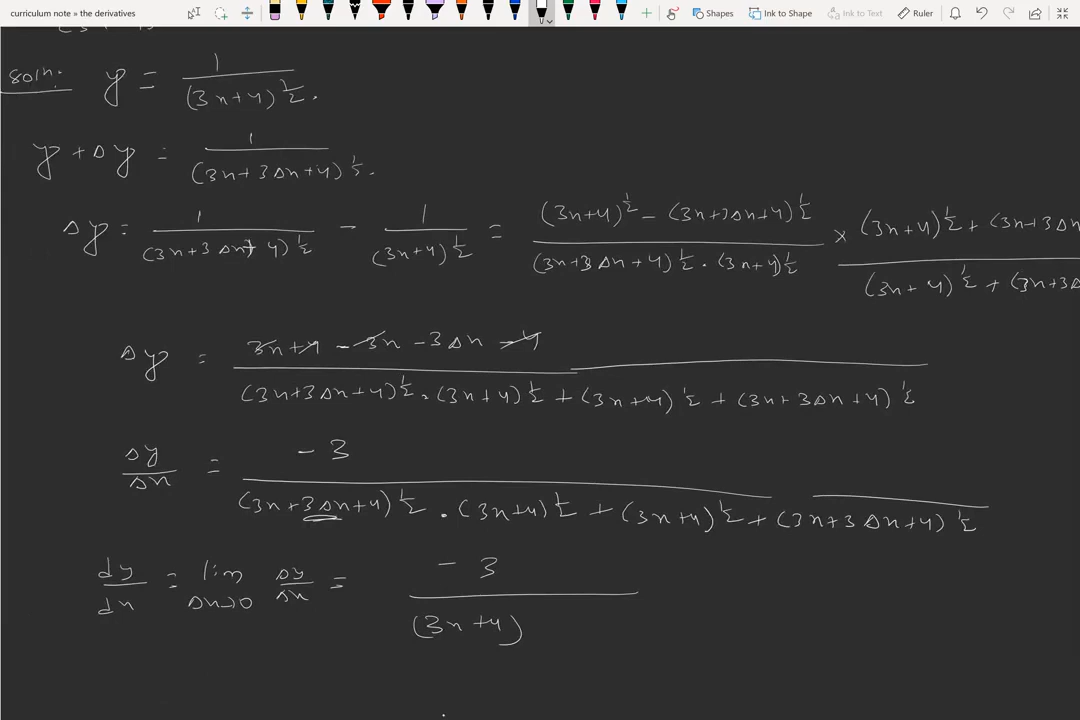 curriculum note » the derivatives
Shapes Ink to Shape Ink to Text Ruler
soln: y = 1/(3x+4)^½.
y + Δy = 1/(3x+3Δx+4)^½.
Δy = 1/(3x+3Δx+4)^½ − 1/(3x+4)^½ = ((3x+4)^½ − (3x+3Δx+4)^½)/((3x+3Δx+4)^½ · (3x+4)^½) × ((3x+4)^½ + (3x+3Δx)/((3x+4)^½ + (3x+3Δ)
Δy = (3x+4 − 3x − 3Δx − 4)/((3x+3Δx+4)^½ · (3x+4)^½ + (3x+4)^½ + (3x+3Δx+4)^½)
Δy/Δx = −3/((3x+3Δx+4)^½ · (3x+4)^½ + (3x+4)^½ + (3x+3Δx+4)^½)
dy/dx = lim Δx→0 Δy/Δx = −3/(3x+4)